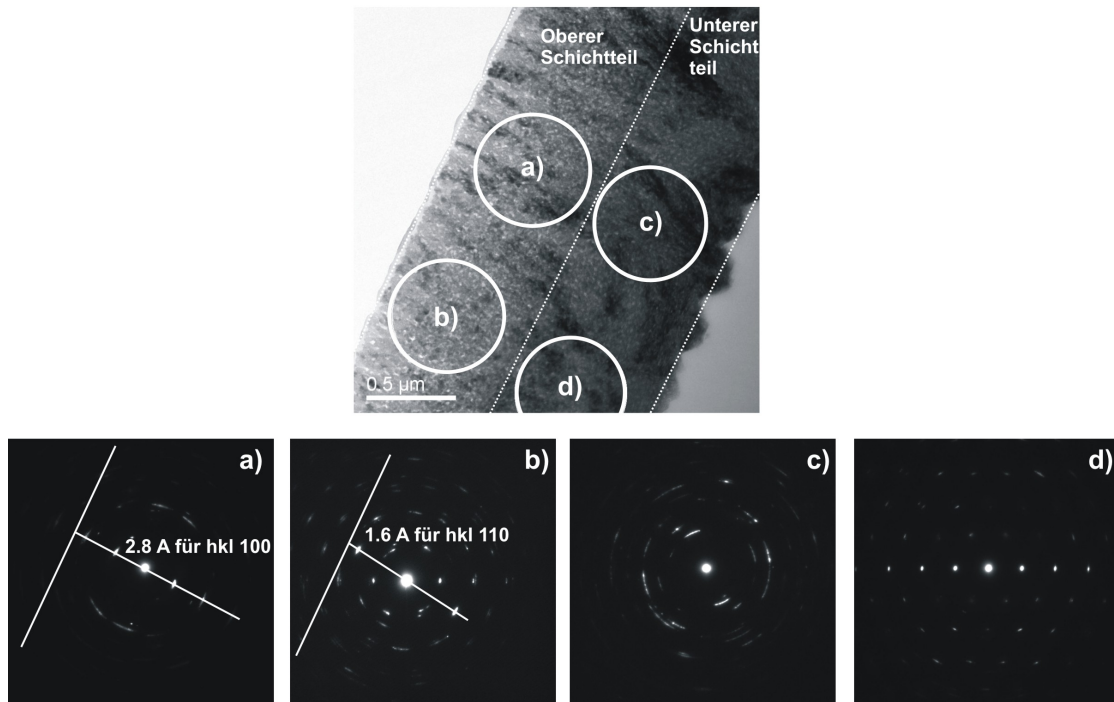 Oberer
Schichtteil
Unterer
Schicht
teil
a)
c)
b)
d)
0.5 µm
a)
2.8 A für hkl 100
b)
1.6 A für hkl 110
c)
d)